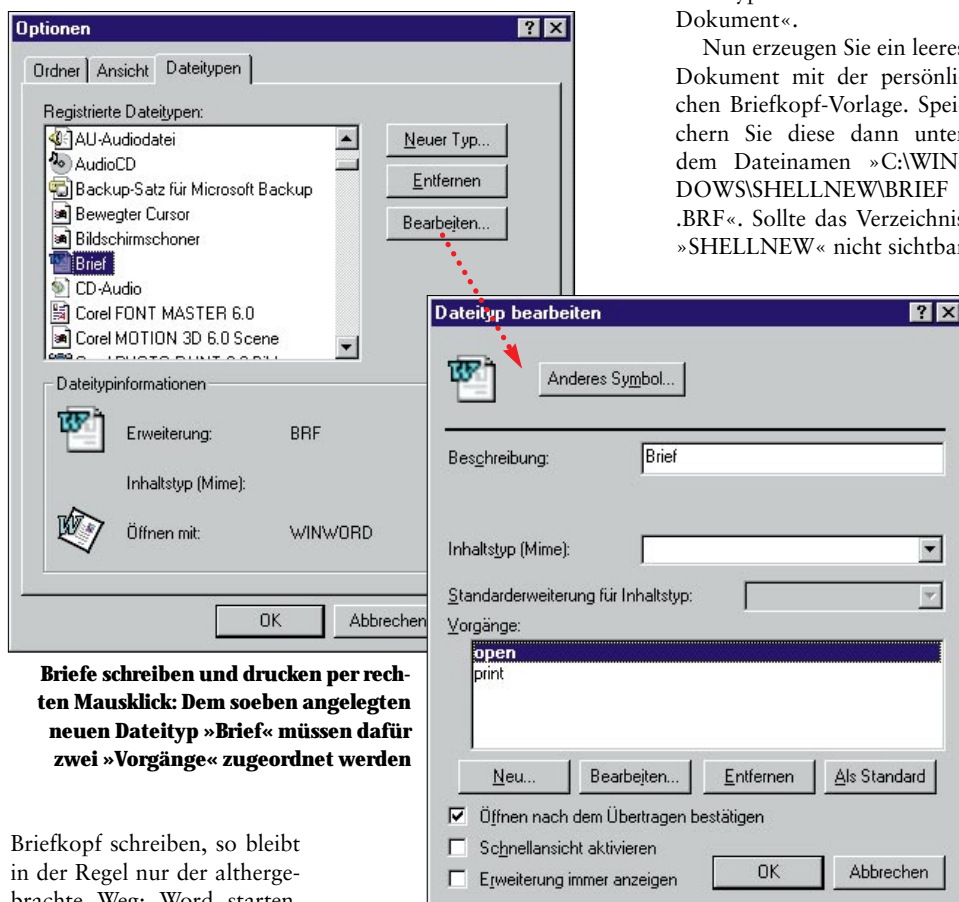 Optionen
Ordner
Ansicht
Dateitypen
Registrierte Dateitypen:
AU-Audiodatei
AudioCD
Backup-Satz für Microsoft Backup
Bewegter Cursor
Bildschirmschoner
Brief
CD-Audio
Corel FONT MASTER 6.0
Corel MOTION 3D 6.0 Scene
Neuer Typ...
Entfernen
Bearbeiten...
Dateitypinformationen
Erweiterung: BRF
Inhaltstyp (Mime):
Öffnen mit: WINWORD
OK
Abbrechen
Briefe schreiben und drucken per rech-
ten Mausklick: Dem soeben angelegten
neuen Dateityp »Brief« müssen dafür
zwei »Vorgänge« zugeordnet werden
Briefkopf schreiben, so bleibt
in der Regel nur der alterge-
brachte Weg: Word starten,
Dokument«.
Nun erzeugen Sie ein leeres
Dokument mit der persönli-
chen Briefkopf-Vorlage. Spei-
chern Sie diese dann unter
dem Dateinamen »C:\WIN-
DOWS\SHELLNEW\BRIEF
.BRF«. Sollte das Verzeichnis
»SHELLNEW« nicht sichtbar
Dateityp bearbeiten
Anderes Symbol...
Beschreibung: Brief
Inhaltstyp (Mime):
Standarderweiterung für Inhaltstyp:
Vorgänge:
open
print
Neu...
Bearbeiten...
Entfernen
Als Standard
Öffnen nach dem Übertragen bestätigen
Schnellansicht aktivieren
Erweiterung immer anzeigen
OK
Abbrechen